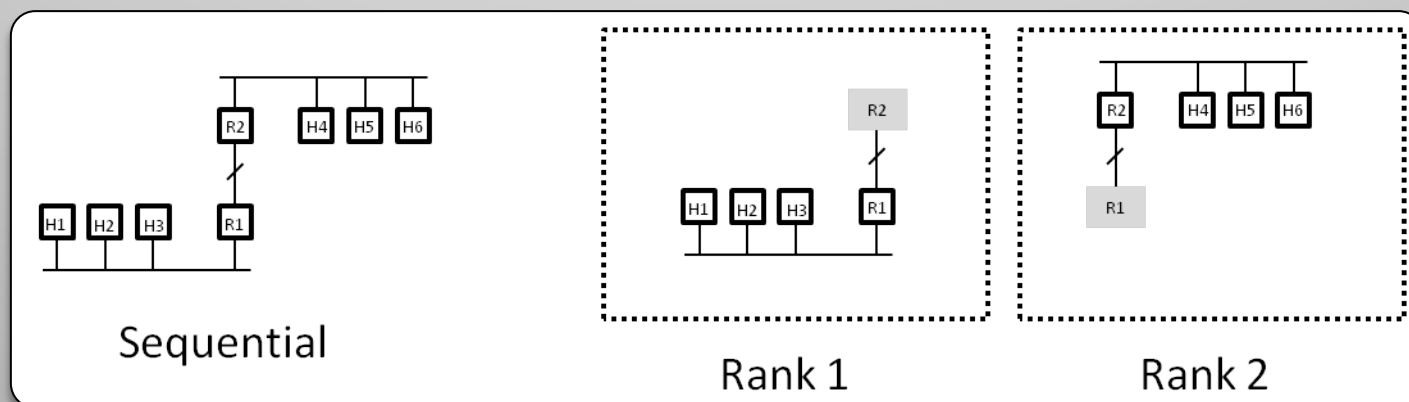 R2 H4 H5 H6
H1 H2 H3 R1
Sequential
R2
H1 H2 H3 R1
Rank 1
R2 H4 H5 H6
R1
Rank 2